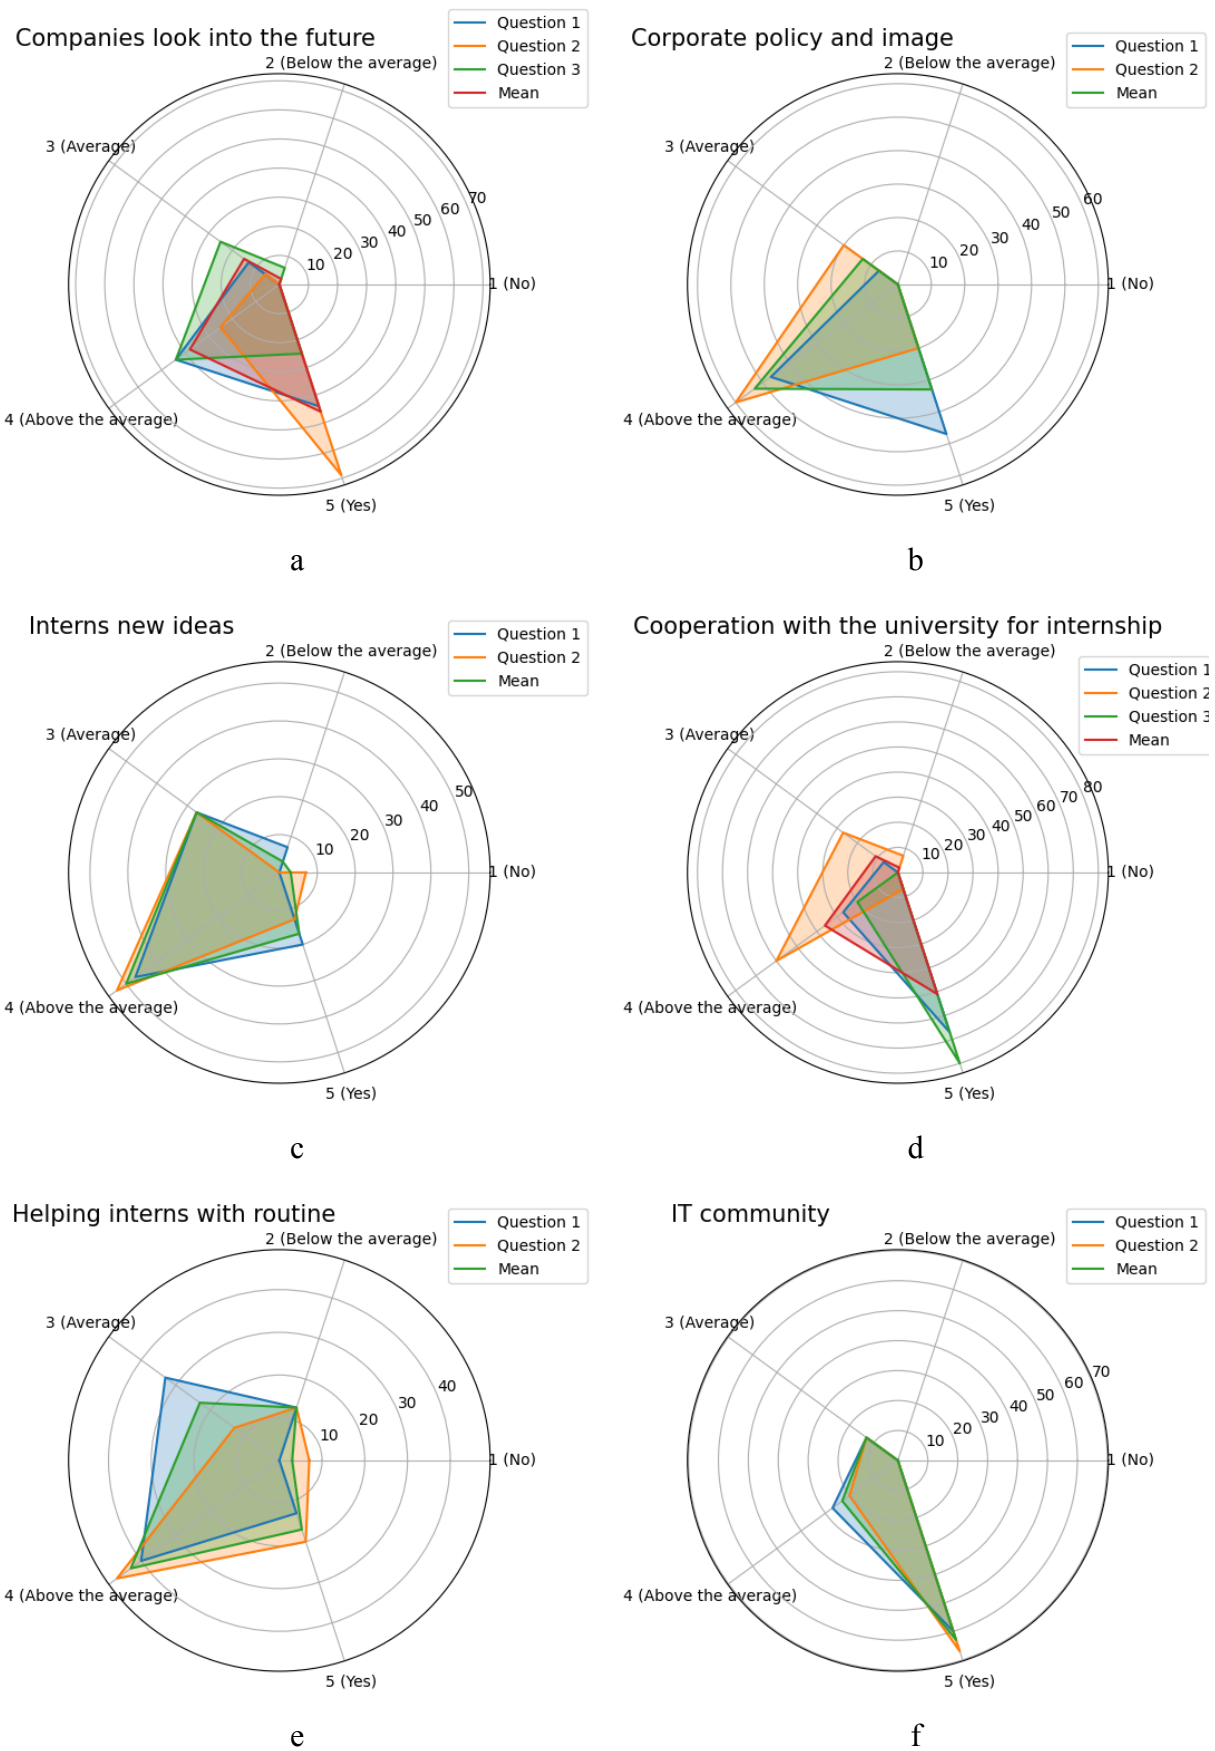 Companies look into the future
Question 1
Question 2
Question 3
Mean
2 (Below the average)
3 (Average)
70
60
50
40
30
20
10
1 (No)
4 (Above the average)
5 (Yes)
a
Corporate policy and image
Question 1
Question 2
Mean
2 (Below the average)
3 (Average)
60
50
40
30
20
10
1 (No)
4 (Above the average)
5 (Yes)
b
Interns new ideas
Question 1
Question 2
Mean
2 (Below the average)
3 (Average)
50
40
30
20
10
1 (No)
4 (Above the average)
5 (Yes)
c
Cooperation with the university for internship
2 (Below the average)
Question 1
Question 2
Question 3
Mean
3 (Average)
80
70
60
50
40
30
20
10
1 (No)
4 (Above the average)
5 (Yes)
d
Helping interns with routine
Question 1
Question 2
Mean
2 (Below the average)
3 (Average)
40
30
20
10
1 (No)
4 (Above the average)
5 (Yes)
e
IT community
Question 1
Question 2
Mean
2 (Below the average)
3 (Average)
70
60
50
40
30
20
10
1 (No)
4 (Above the average)
5 (Yes)
f